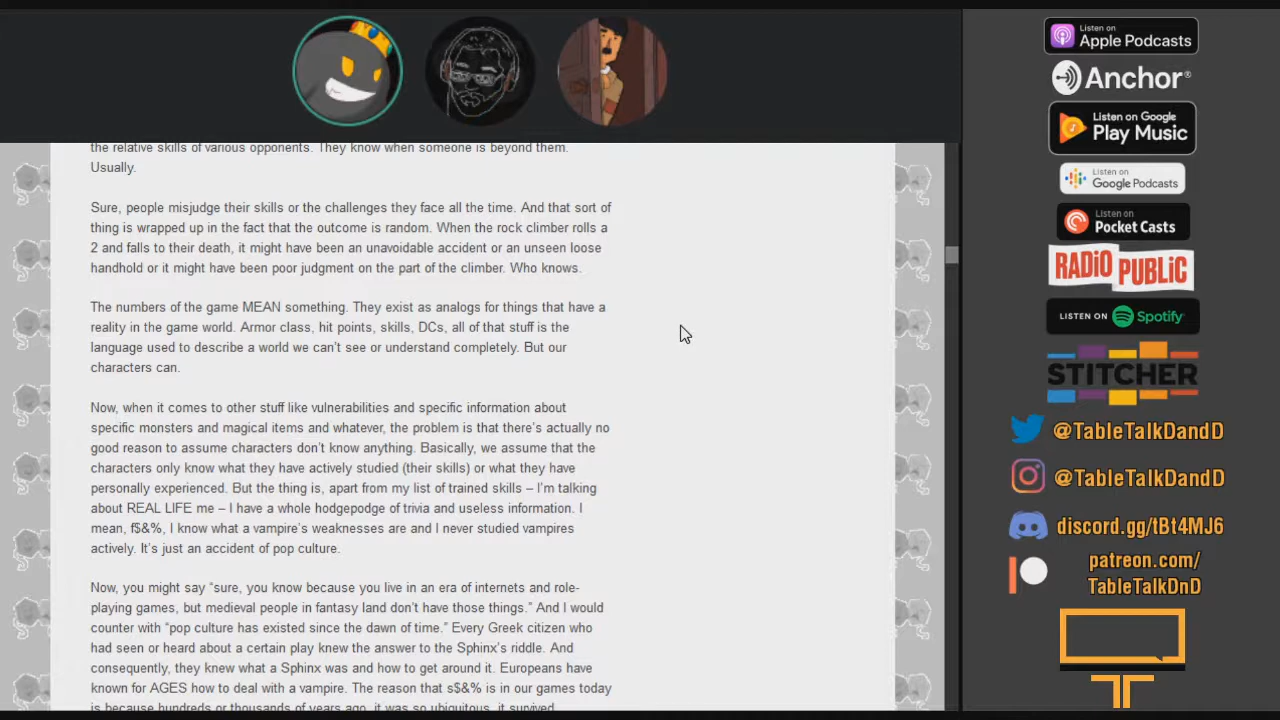 the relative skills of various opponents. They know when someone is beyond them.
Usually.
Sure, people misjudge their skills or the challenges they face all the time. And that sort of
thing is wrapped up in the fact that the outcome is random. When the rock climber rolls a
2 and falls to their death, it might have been an unavoidable accident or an unseen loose
handhold or it might have been poor judgment on the part of the climber. Who knows.
The numbers of the game MEAN something. They exist as analogs for things that have a
reality in the game world. Armor class, hit points, skills, DCs, all of that stuff is the
language used to describe a world we can’t see or understand completely. But our
characters can.
Now, when it comes to other stuff like vulnerabilities and specific information about
specific monsters and magical items and whatever, the problem is that there’s actually no
good reason to assume characters don’t know anything. Basically, we assume that the
characters only know what they have actively studied (their skills) or what they have
personally experienced. But the thing is, apart from my list of trained skills – I’m talking
about REAL LIFE me – I have a whole hodgepodge of trivia and useless information. I
mean, f$&%, I know what a vampire’s weaknesses are and I never studied vampires
actively. It’s just an accident of pop culture.
Now, you might say “sure, you know because you live in an era of internets and role-
playing games, but medieval people in fantasy land don’t have those things.” And I would
counter with “pop culture has existed since the dawn of time.” Every Greek citizen who
had seen or heard about a certain play knew the answer to the Sphinx’s riddle. And
consequently, they knew what a Sphinx was and how to get around it. Europeans have
known for AGES how to deal with a vampire. The reason that s$&% is in our games today
is because hundreds or thousands of years ago, it was so ubiquitous, it survived
Listen on
Apple Podcasts
Anchor®
Listen on Google
Play Music
Listen on
Google Podcasts
Listen on
Pocket Casts
RADiO PUBLiC
LISTEN ON Spotify
STITCHER
@TableTalkDandD
@TableTalkDandD
discord.gg/tBt4MJ6
patreon.com/
TableTalkDnD